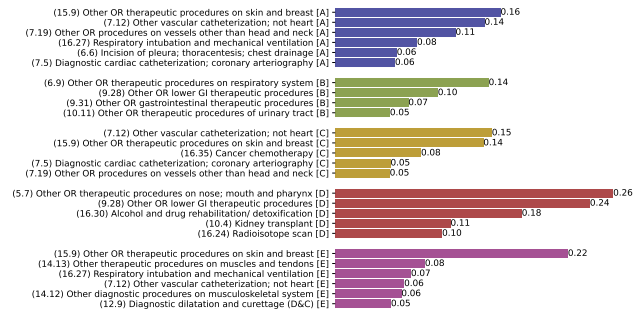 (15.9) Other OR therapeutic procedures on skin and breast [A] 0.16
(7.12) Other vascular catheterization; not heart [A] 0.14
(7.19) Other OR procedures on vessels other than head and neck [A] 0.11
(16.27) Respiratory intubation and mechanical ventilation [A] 0.08
(6.6) Incision of pleura; thoracentesis; chest drainage [A] 0.06
(7.5) Diagnostic cardiac catheterization; coronary arteriography [A] 0.06
(6.9) Other OR therapeutic procedures on respiratory system [B] 0.14
(9.28) Other OR lower GI therapeutic procedures [B] 0.10
(9.31) Other OR gastrointestinal therapeutic procedures [B] 0.07
(10.11) Other OR therapeutic procedures of urinary tract [B] 0.05
(7.12) Other vascular catheterization; not heart [C] 0.15
(15.9) Other OR therapeutic procedures on skin and breast [C] 0.14
(16.35) Cancer chemotherapy [C] 0.08
(7.5) Diagnostic cardiac catheterization; coronary arteriography [C] 0.05
(7.19) Other OR procedures on vessels other than head and neck [C] 0.05
(5.7) Other OR therapeutic procedures on nose; mouth and pharynx [D] 0.26
(9.28) Other OR lower GI therapeutic procedures [D] 0.24
(16.30) Alcohol and drug rehabilitation/ detoxification [D] 0.18
(10.4) Kidney transplant [D] 0.11
(16.24) Radioisotope scan [D] 0.10
(15.9) Other OR therapeutic procedures on skin and breast [E] 0.22
(14.13) Other therapeutic procedures on muscles and tendons [E] 0.08
(16.27) Respiratory intubation and mechanical ventilation [E] 0.07
(7.12) Other vascular catheterization; not heart [E] 0.06
(14.12) Other diagnostic procedures on musculoskeletal system [E] 0.06
(12.9) Diagnostic dilatation and curettage (D&C) [E] 0.05